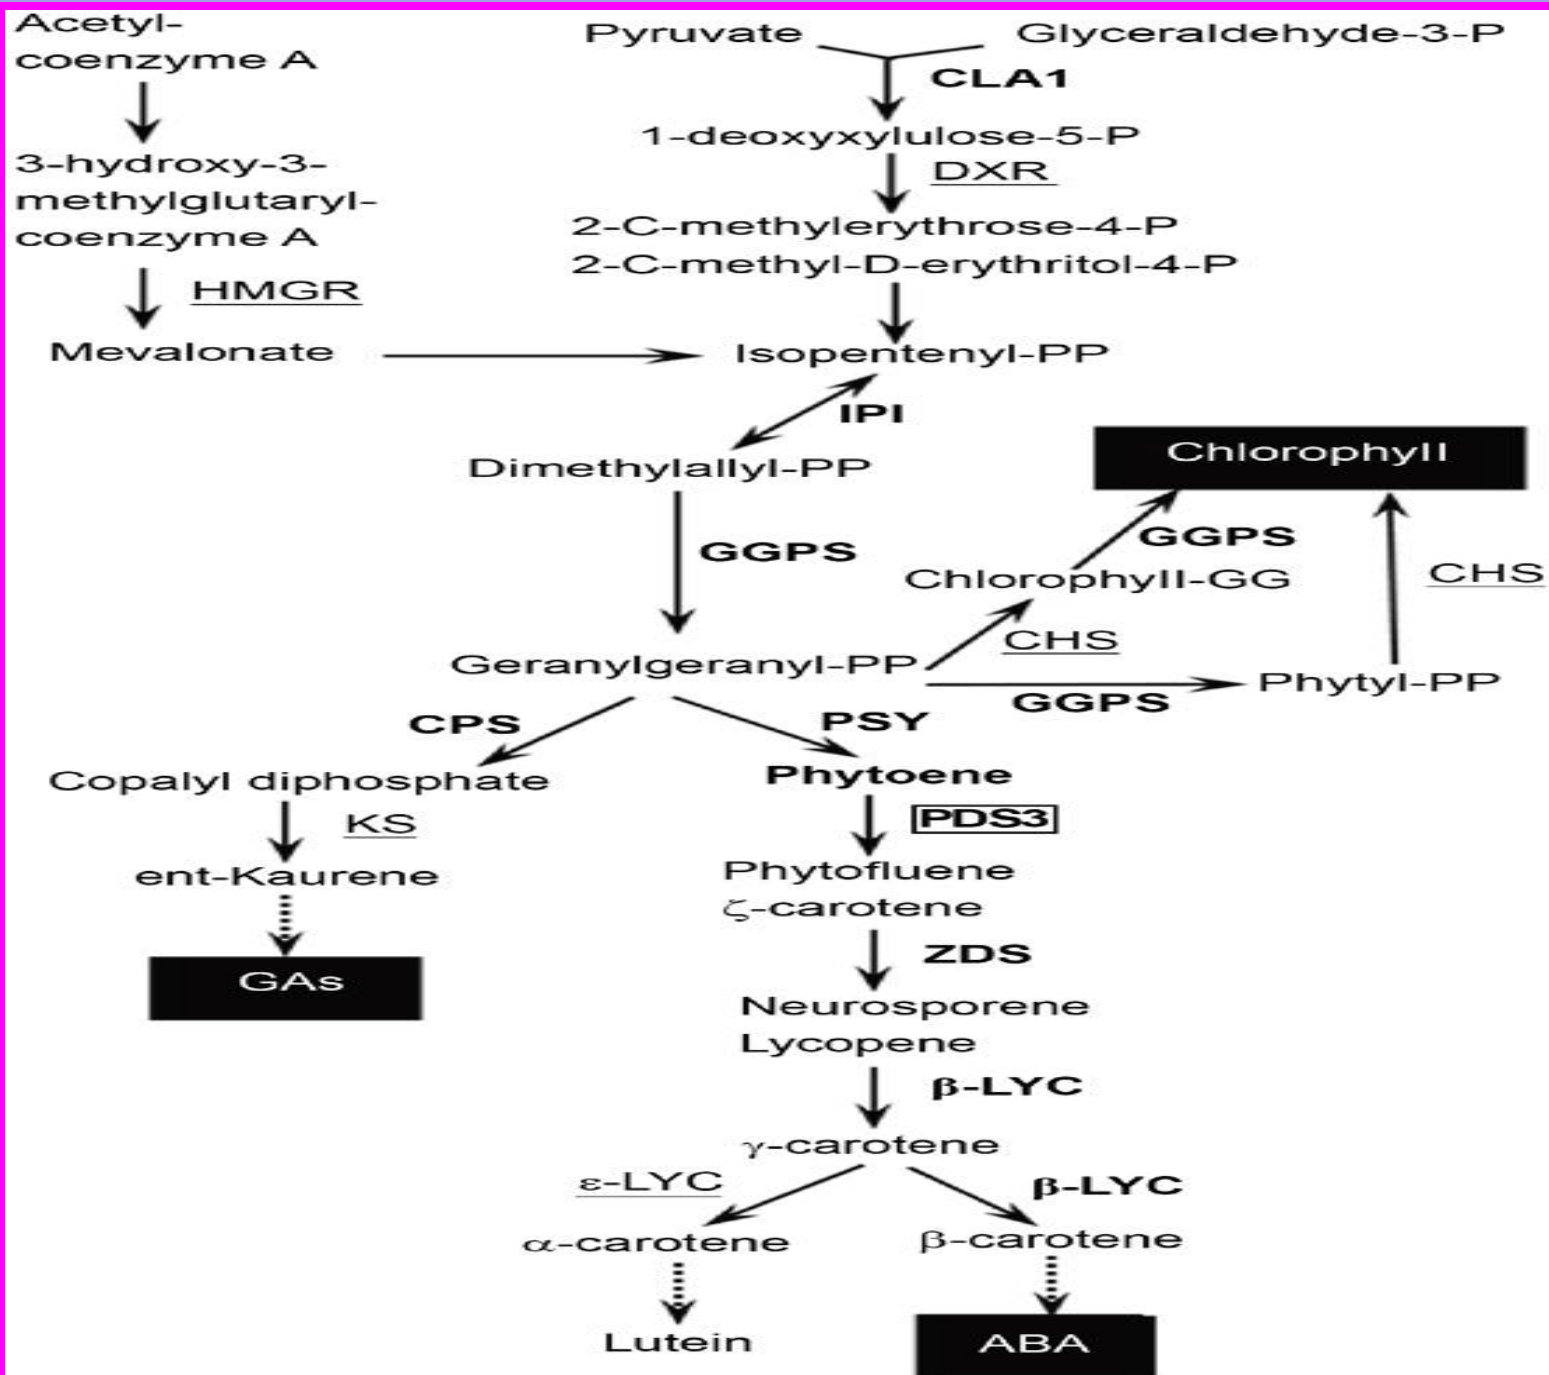 Acetyl-
coenzyme A
Pyruvate
Glyceraldehyde-3-P
CLA1
1-deoxyxylulose-5-P
3-hydroxy-3-
methylglutaryl-
coenzyme A
DXR
2-C-methylerythrose-4-P
2-C-methyl-D-erythritol-4-P
HMGR
Mevalonate
Isopentenyl-PP
IPI
Dimethylallyl-PP
Chlorophyll
GGPS
GGPS
Chlorophyll-GG
CHS
CHS
Geranylgeranyl-PP
Phytyl-PP
GGPS
CPS
PSY
Copalyl diphosphate
Phytoene
KS
PDS3
ent-Kaurene
Phytofluene
ζ-carotene
ZDS
GAs
Neurosporene
Lycopene
β-LYC
γ-carotene
ε-LYC
β-LYC
α-carotene
β-carotene
Lutein
ABA